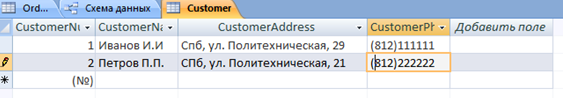 Ord... Схема данных Customer
CustomerNu CustomerNa CustomerAddress CustomerPh Добавить поле
1 Иванов И.И Спб, ул. Политехническая, 29 (812)111111
2 Петров П.П. СПб, ул. Политехническая, 21 (812)222222
(№)